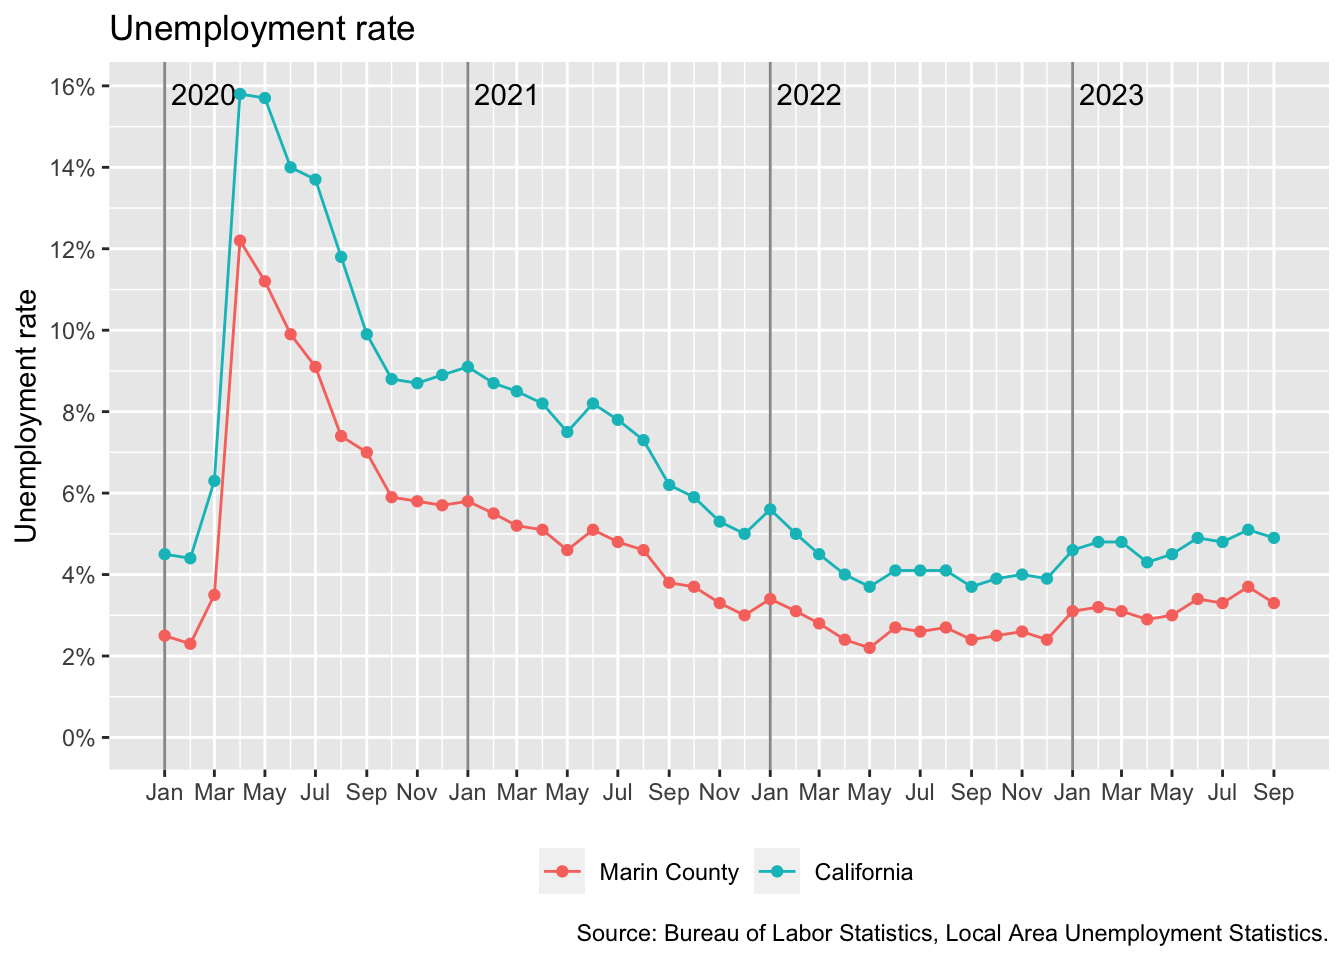 Unemployment rate
Unemployment rate
16%
14%
12%
10%
8%
6%
4%
2%
0%
2020 2021 2022 2023
Jan Mar May Jul Sep Nov Jan Mar May Jul Sep Nov Jan Mar May Jul Sep Nov Jan Mar May Jul Sep
Marin County California
Source: Bureau of Labor Statistics, Local Area Unemployment Statistics.